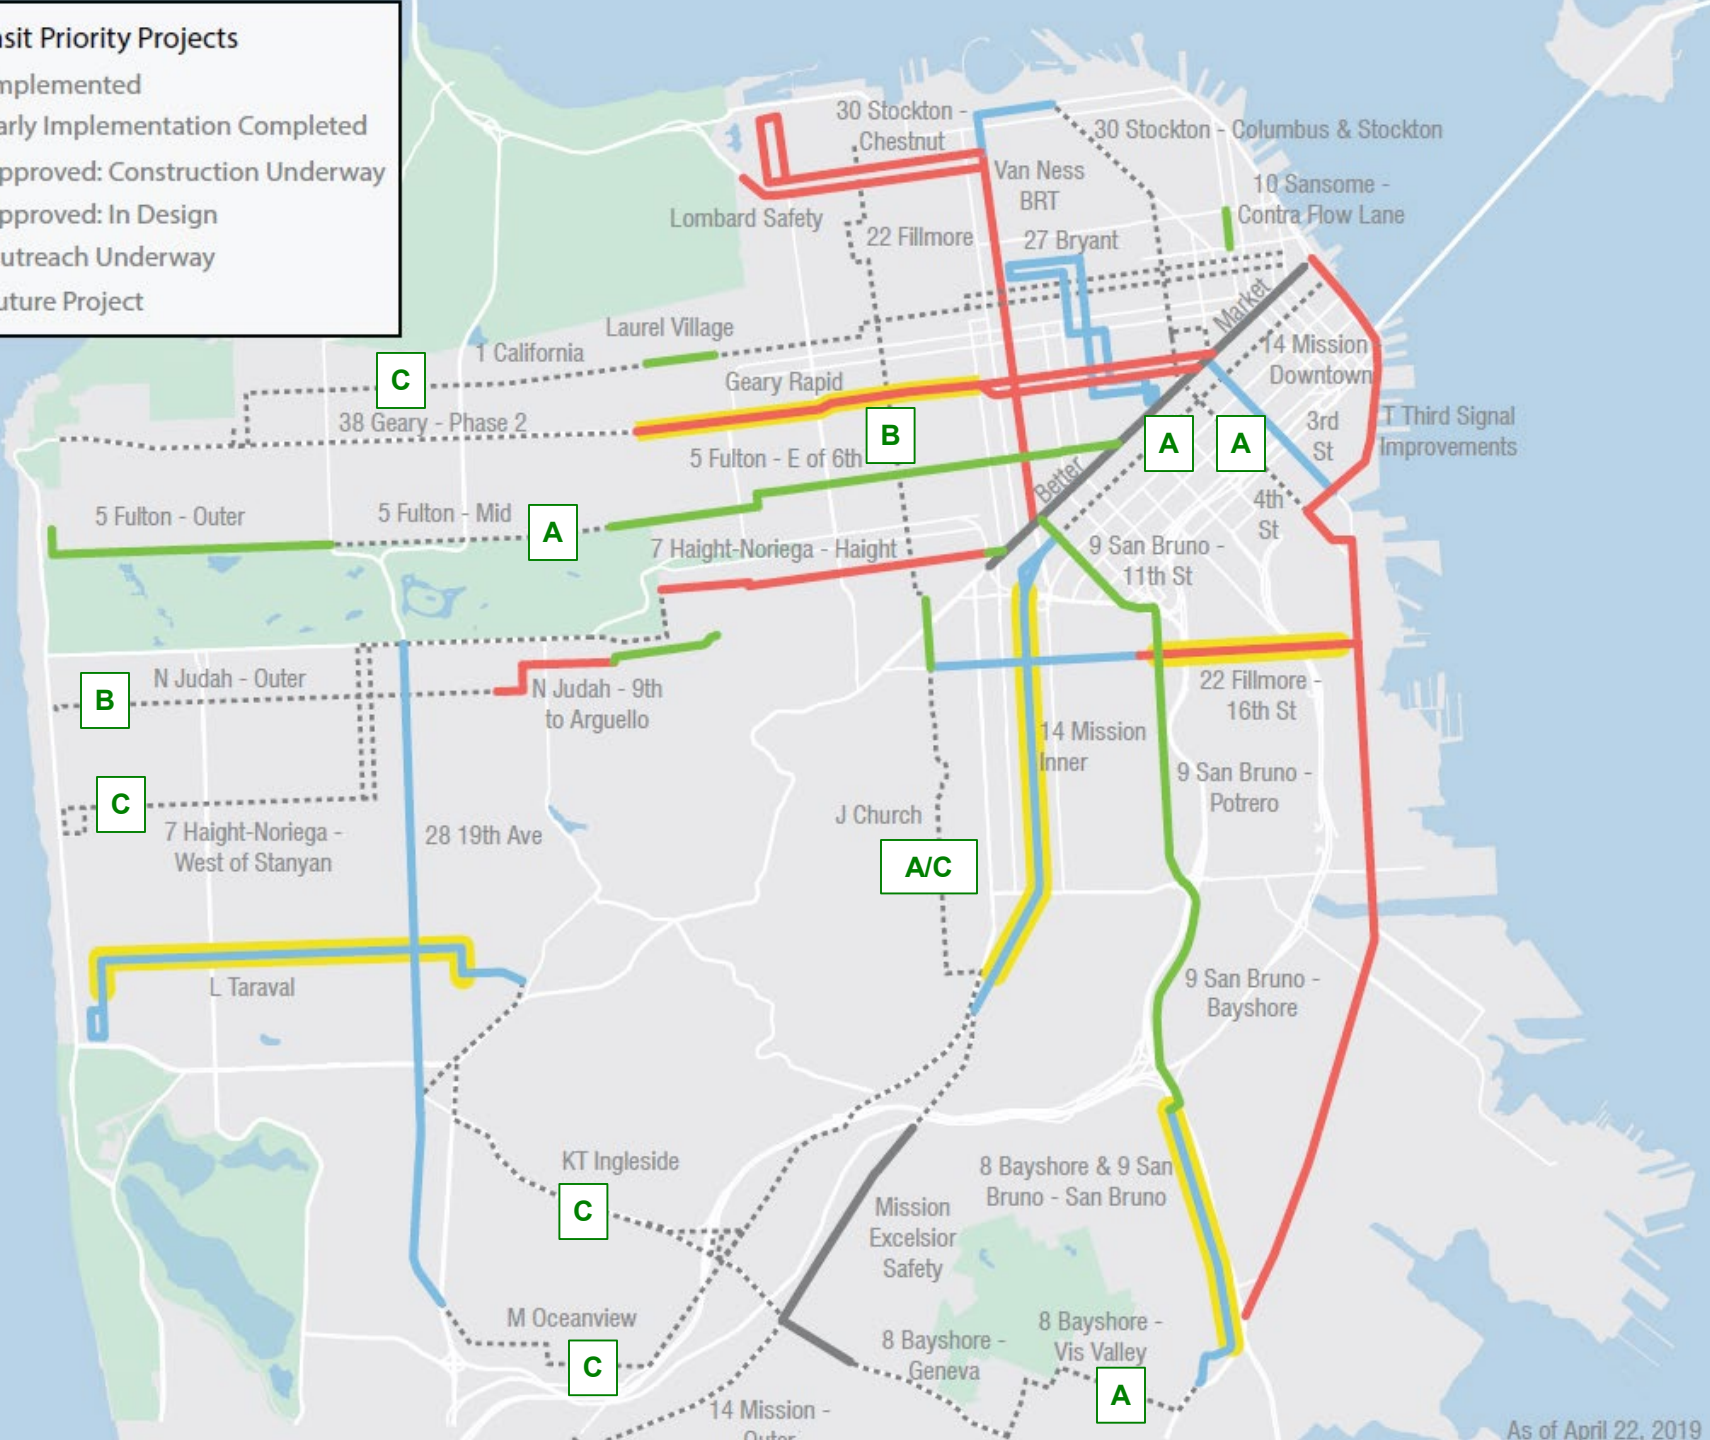 sit Priority Projects
mplemented
arly Implementation Completed
pproved: Construction Underway
pproved: In Design
utreach Underway
uture Project
30 Stockton -
Chestnut
30 Stockton - Columbus & Stockton
Van Ness
BRT
10 Sansome -
Contra Flow Lane
Lombard Safety
22 Fillmore
27 Bryant
Market
Laurel Village
1 California
C
14 Mission -
Downtown
Geary Rapid
38 Geary - Phase 2
B
A
A
3rd
St
T Third Signal
Improvements
5 Fulton - E of 6th
Better
5 Fulton - Outer
5 Fulton - Mid
A
4th
St
7 Haight-Noriega - Haight
9 San Bruno -
11th St
N Judah - Outer
B
N Judah - 9th
to Arguello
22 Fillmore -
16th St
14 Mission
Inner
9 San Bruno -
Potrero
C
7 Haight-Noriega -
West of Stanyan
28 19th Ave
J Church
A/C
L Taraval
9 San Bruno -
Bayshore
KT Ingleside
C
8 Bayshore & 9 San
Bruno - San Bruno
Mission
Excelsior
Safety
M Oceanview
C
8 Bayshore -
Geneva
8 Bayshore -
Vis Valley
A
14 Mission -
Outer
As of April 22, 2019